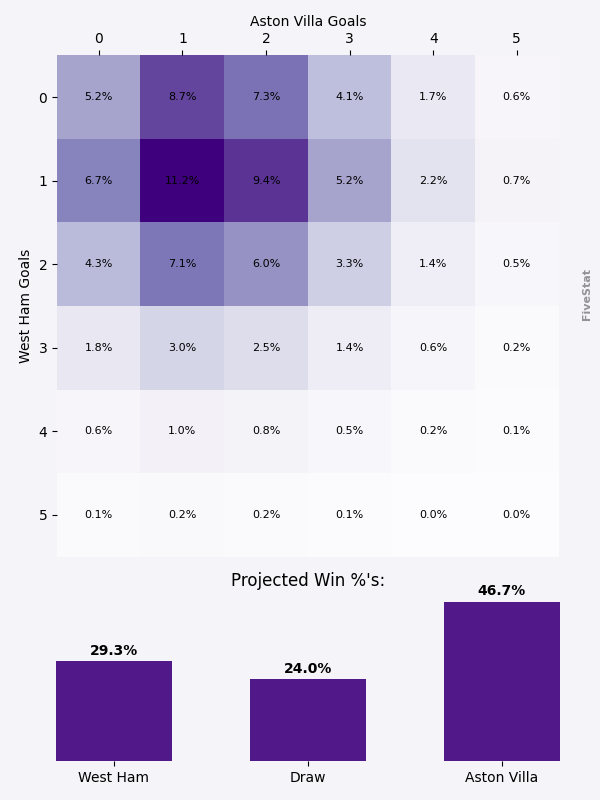 Aston Villa Goals
0 1 2 3 4 5
0 5.2% 8.7% 7.3% 4.1% 1.7% 0.6%
1 6.7% 11.2% 9.4% 5.2% 2.2% 0.7%
2 4.3% 7.1% 6.0% 3.3% 1.4% 0.5%
3 1.8% 3.0% 2.5% 1.4% 0.6% 0.2%
4 0.6% 1.0% 0.8% 0.5% 0.2% 0.1%
5 0.1% 0.2% 0.2% 0.1% 0.0% 0.0%
West Ham Goals
FiveStat
Projected Win %'s:
29.3% 24.0% 46.7%
West Ham Draw Aston Villa